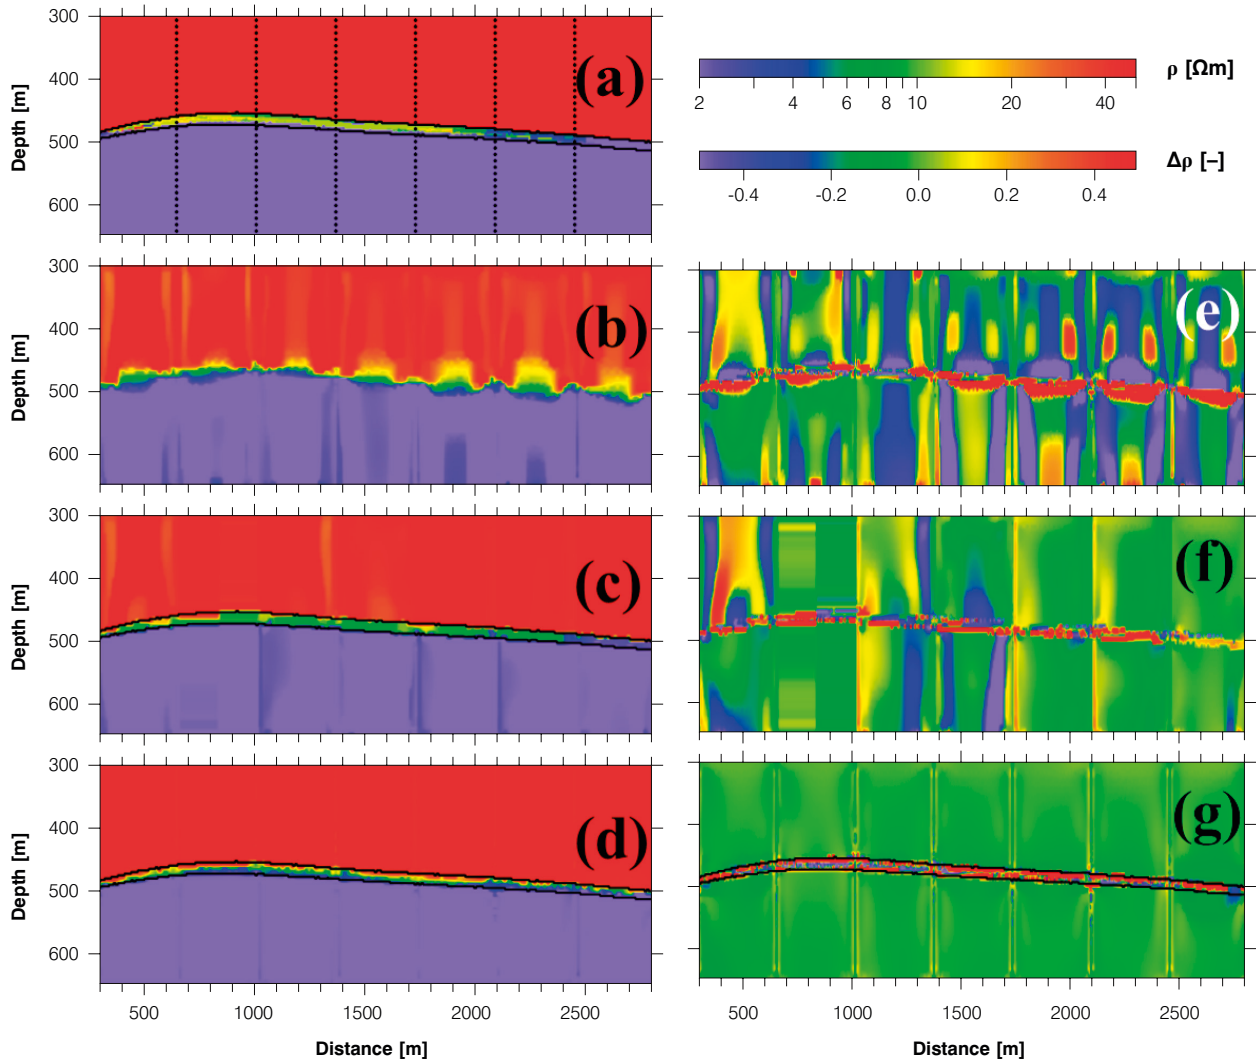 300
400
500
600
Depth [m]
(a)
ρ [Ωm]
2 4 6 8 10 20 40
Δρ [–]
-0.4 -0.2 0.0 0.2 0.4
300
400
500
600
Depth [m]
(b)
(e)
300
400
500
600
Depth [m]
(c)
(f)
300
400
500
600
Depth [m]
(d)
(g)
500 1000 1500 2000 2500
500 1000 1500 2000 2500
Distance [m]
Distance [m]